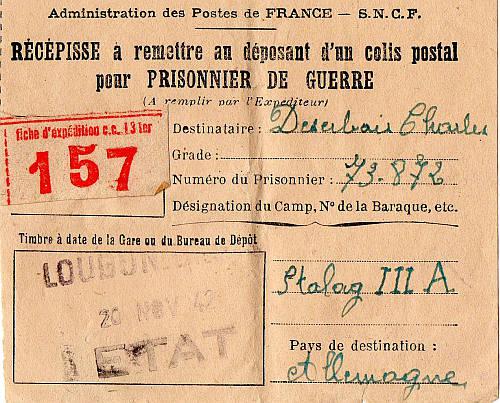 Administration des Postes de FRANCE — S.N.C.F.
RÉCÉPISSÉ à remettre au déposant d'un colis postal
pour PRISONNIER DE GUERRE
(A remplir par l'Expéditeur)
fiche d'expédition c.c. 13 ter
157
Destinataire : Deserbais Charles
Grade :
Numéro du Prisonnier : 73.872
Désignation du Camp, N° de la Baraque, etc.
Timbre à date de la Gare ou du Bureau de Dépôt
20 NOV 42
ETAT
Stalag III A
Pays de destination :
Allemagne